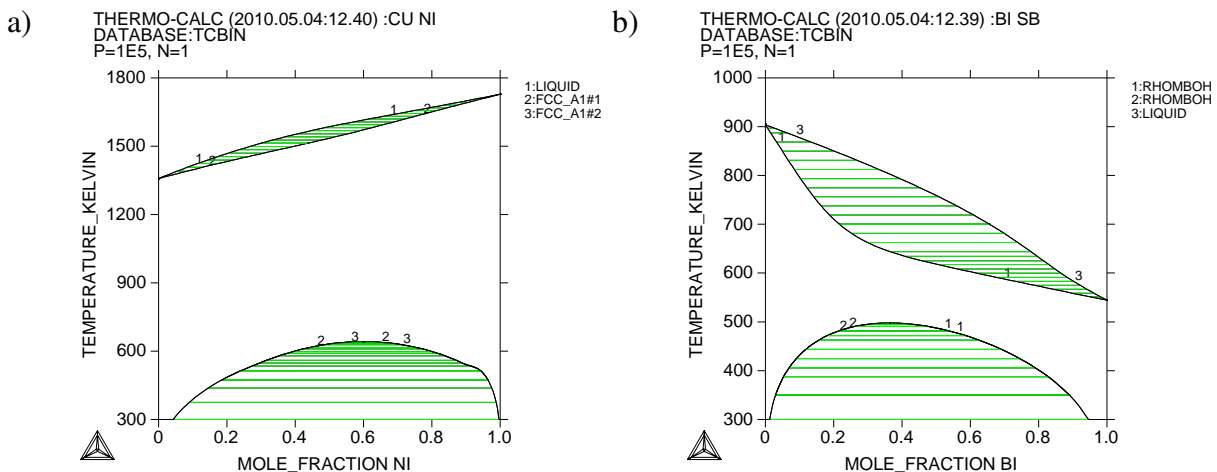 a)
THERMO-CALC (2010.05.04:12.40) :CU NI
DATABASE:TCBIN
P=1E5, N=1
1800
1500
1200
900
600
300
TEMPERATURE_KELVIN
0
0.2
0.4
0.6
0.8
1.0
MOLE_FRACTION NI
1
2
1
2
2
3
2
3
1:LIQUID
2:FCC_A1#1
3:FCC_A1#2
b)
THERMO-CALC (2010.05.04:12.39) :BI SB
DATABASE:TCBIN
P=1E5, N=1
1000
900
800
700
600
500
400
300
TEMPERATURE_KELVIN
0
0.2
0.4
0.6
0.8
1.0
MOLE_FRACTION BI
1
3
1
3
2
2
1
1
1:RHOMBOH
2:RHOMBOH
3:LIQUID